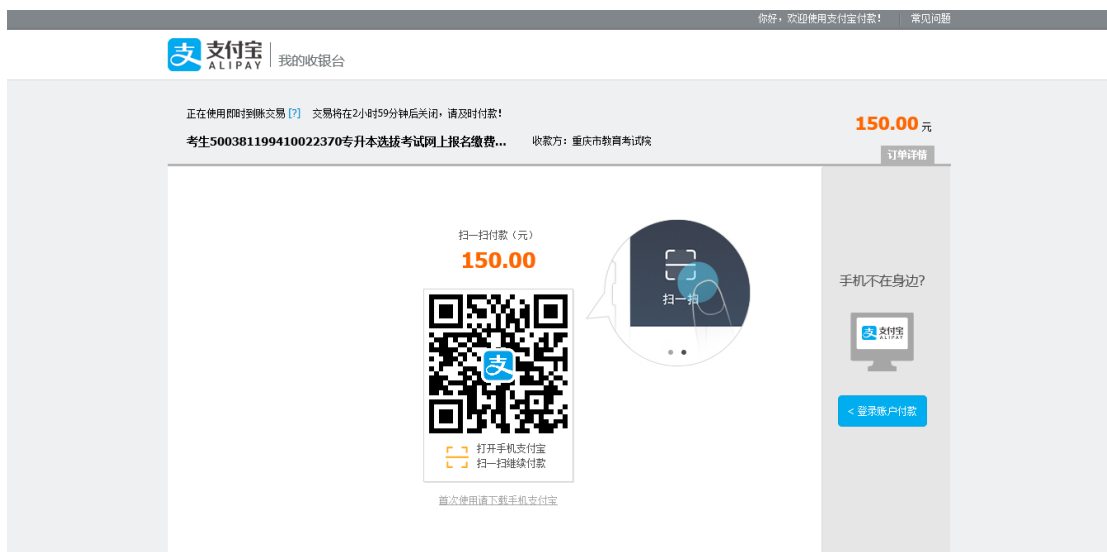 你好，欢迎使用支付宝付款！ 常见问题
支 支付宝 ALIPAY 我的收银台
正在使用即时到账交易 [?] 交易将在2小时59分钟后关闭，请及时付款！
150.00 元
考生500381199410022370专升本选拔考试网上报名缴费... 收款方：重庆市教育考试院
订单详情
扫一扫付款（元）
150.00
扫一扫
手机不在身边?
支 支付宝 ALIPAY
支
< 登录账户付款
打开手机支付宝
扫一扫继续付款
首次使用请下载手机支付宝